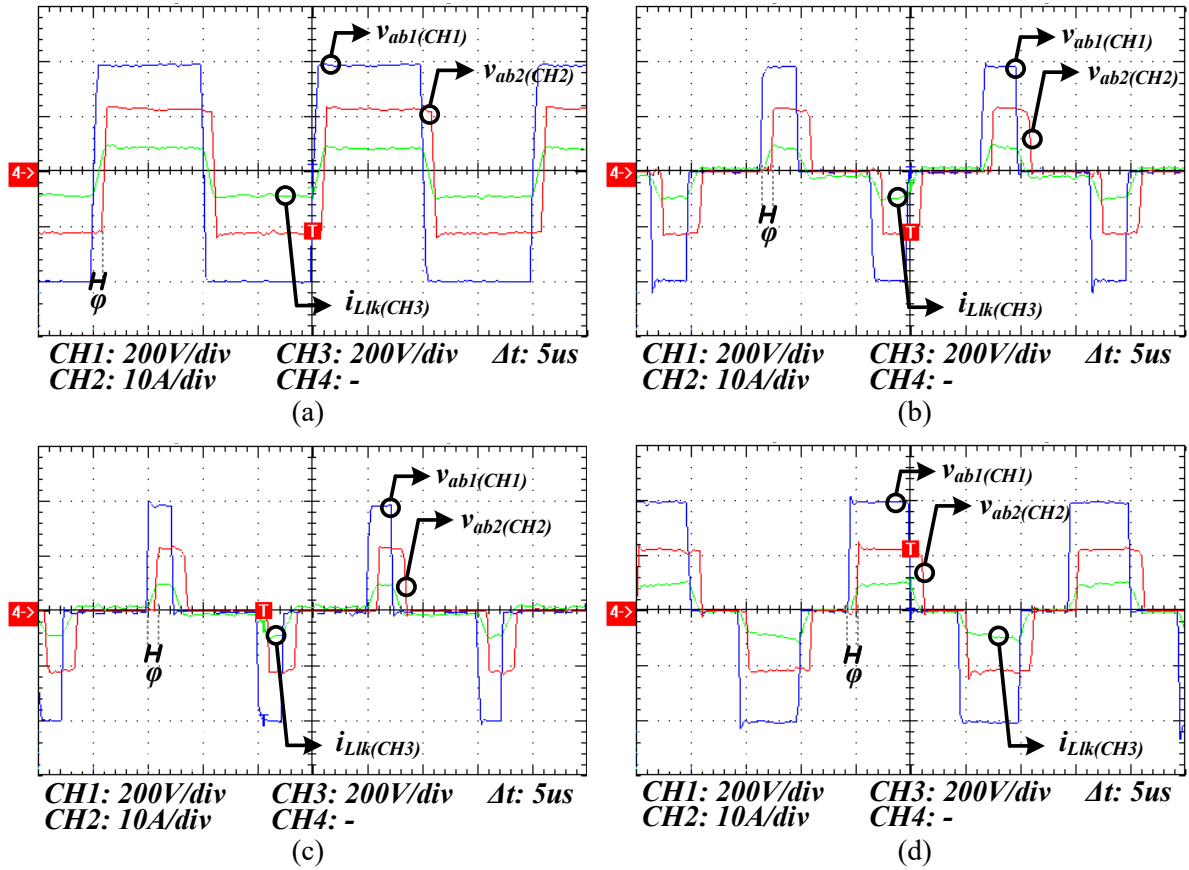 v_ab1(CH1)
v_ab2(CH2)
4->
T
φ
i_Llk(CH3)
CH1: 200V/div CH3: 200V/div Δt: 5us
CH2: 10A/div CH4: -
(a)
v_ab1(CH1)
v_ab2(CH2)
4->
T
φ
i_Llk(CH3)
CH1: 200V/div CH3: 200V/div Δt: 5us
CH2: 10A/div CH4: -
(b)
v_ab1(CH1)
v_ab2(CH2)
4->
T
φ
T
i_Llk(CH3)
CH1: 200V/div CH3: 200V/div Δt: 5us
CH2: 10A/div CH4: -
(c)
v_ab1(CH1)
v_ab2(CH2)
T
4->
φ
i_Llk(CH3)
CH1: 200V/div CH3: 200V/div Δt: 5us
CH2: 10A/div CH4: -
(d)